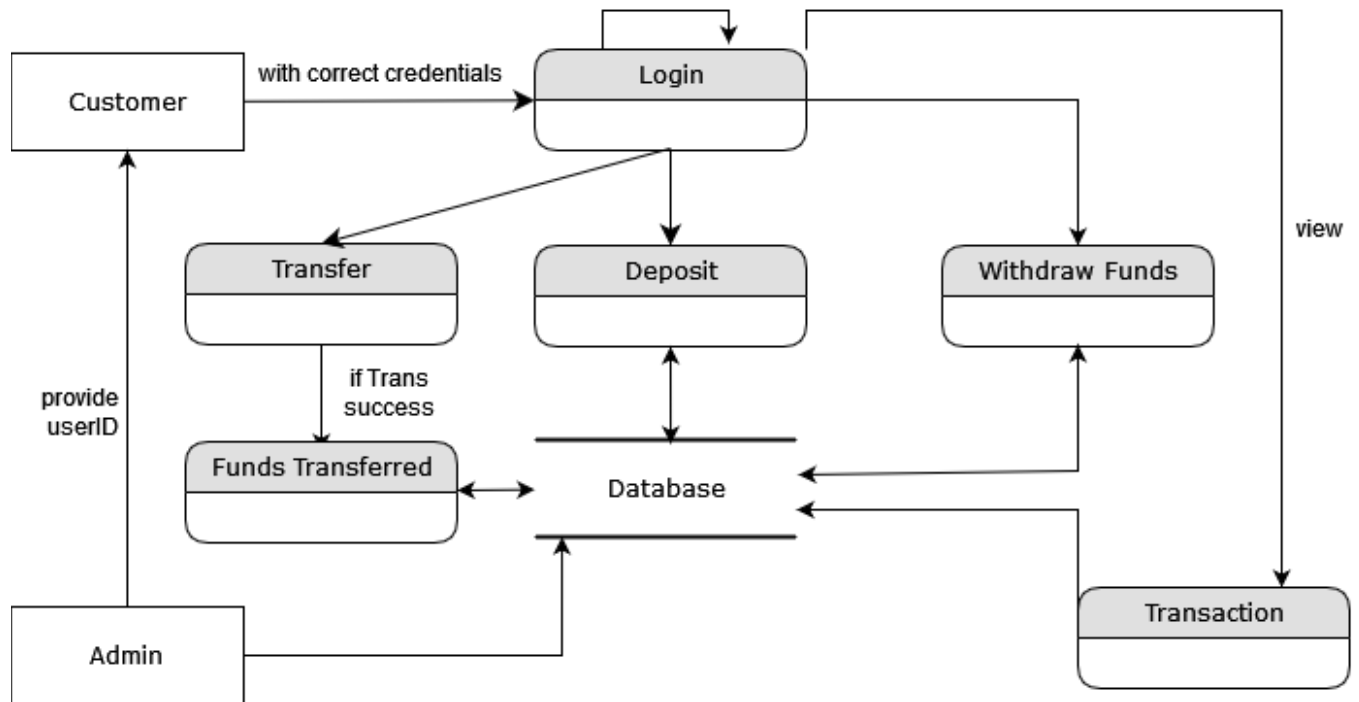 Customer
with correct credentials
Login
view
Transfer
Deposit
Withdraw Funds
provide
userID
if Trans
success
Funds Transferred
Database
Admin
Transaction